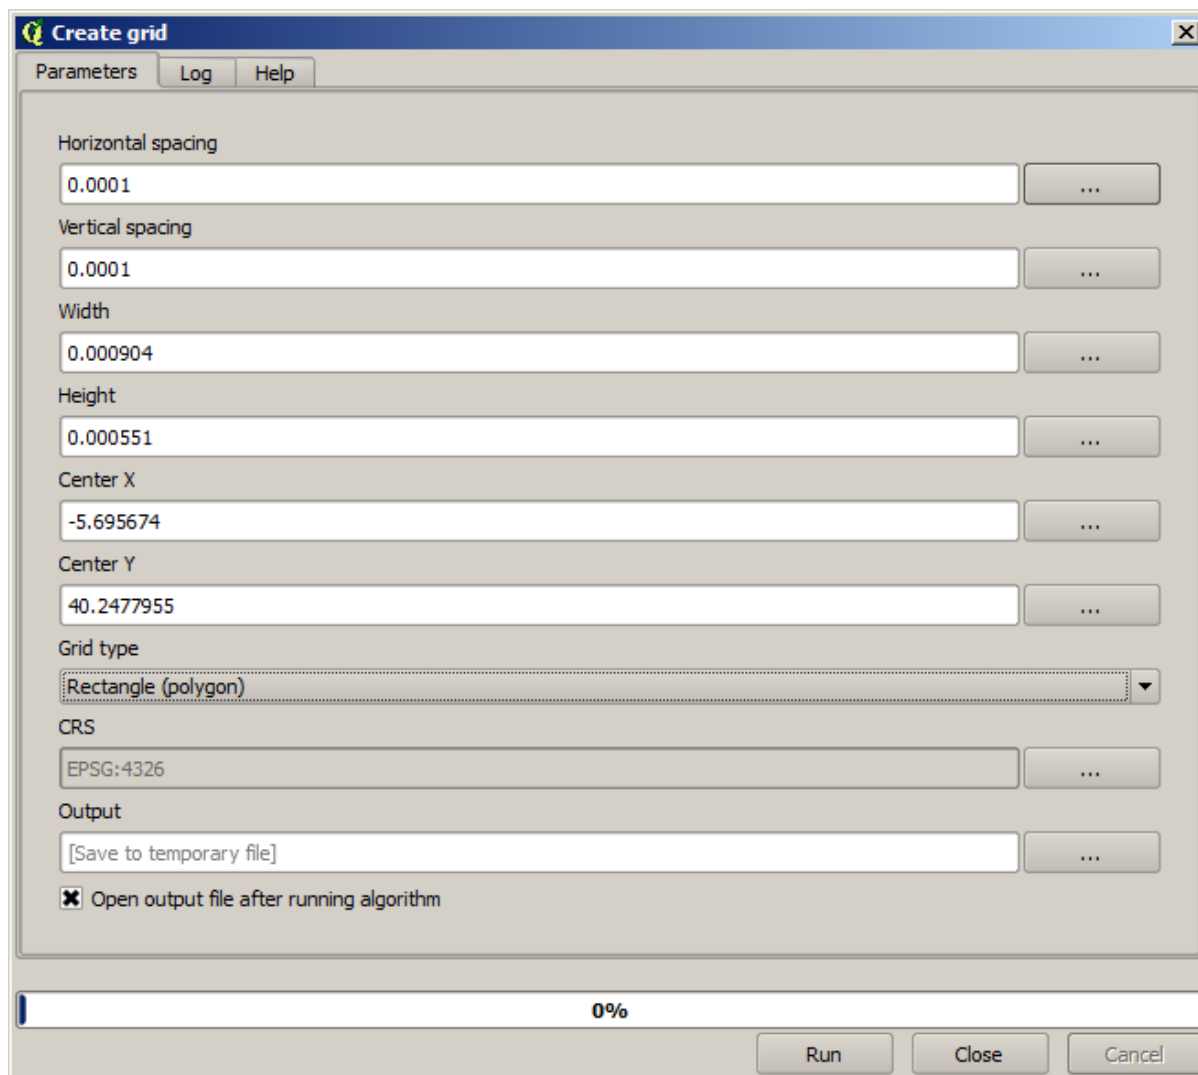 Create grid
Parameters Log Help
Horizontal spacing
0.0001 ...
Vertical spacing
0.0001 ...
Width
0.000904 ...
Height
0.000551 ...
Center X
-5.695674 ...
Center Y
40.2477955 ...
Grid type
Rectangle (polygon)
CRS
EPSG:4326 ...
Output
[Save to temporary file] ...
Open output file after running algorithm
0%
Run Close Cancel